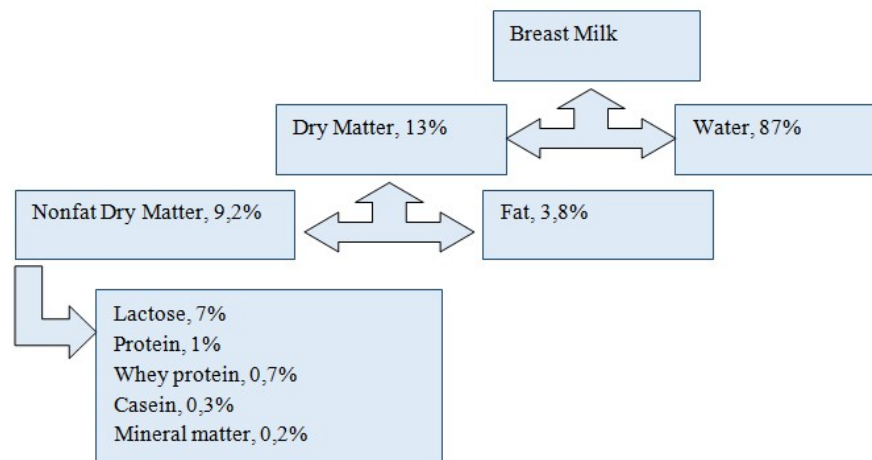 Breast Milk
Dry Matter, 13%
Water, 87%
Nonfat Dry Matter, 9,2%
Fat, 3,8%
Lactose, 7%
Protein, 1%
Whey protein, 0,7%
Casein, 0,3%
Mineral matter, 0,2%